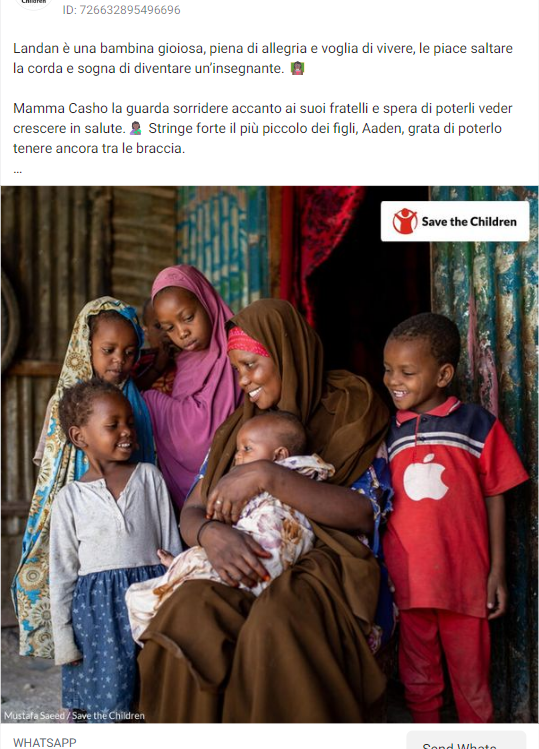 Children
ID: 726632895496696
Landan è una bambina gioiosa, piena di allegria e voglia di vivere, le piace saltare
la corda e sogna di diventare un'insegnante.
Mamma Casho la guarda sorridere accanto ai suoi fratelli e spera di poterli veder
crescere in salute. Stringe forte il più piccolo dei figli, Aaden, grata di poterlo
tenere ancora tra le braccia.
...
Save the Children
Mustafa Saeed / Save the Children
WHATSAPP
Send Whats